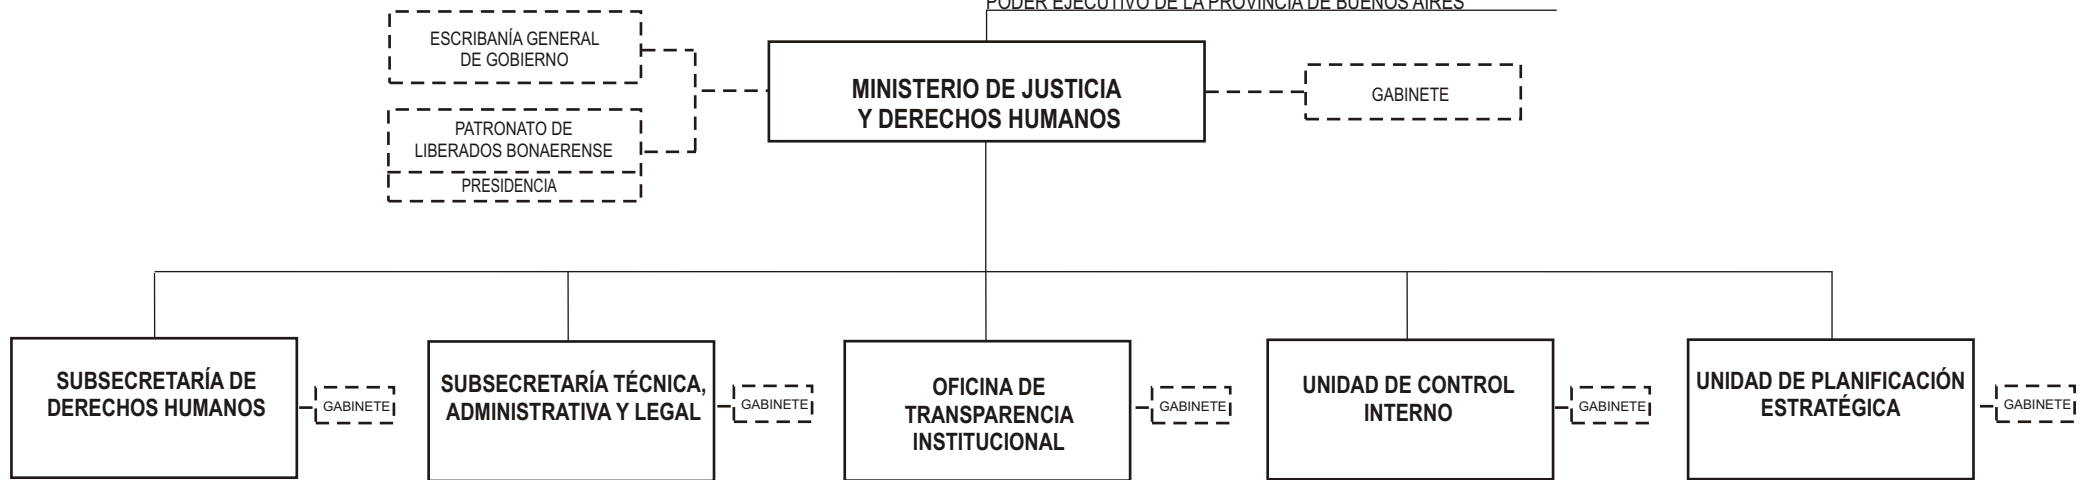 PODER EJECUTIVO DE LA PROVINCIA DE BUENOS AIRES
ESCRIBANÍA GENERAL
DE GOBIERNO
MINISTERIO DE JUSTICIA
Y DERECHOS HUMANOS
GABINETE
PATRONATO DE
LIBERADOS BONAERENSE
PRESIDENCIA
SUBSECRETARÍA DE
DERECHOS HUMANOS
GABINETE
SUBSECRETARÍA TÉCNICA,
ADMINISTRATIVA Y LEGAL
GABINETE
OFICINA DE
TRANSPARENCIA
INSTITUCIONAL
GABINETE
UNIDAD DE CONTROL
INTERNO
GABINETE
UNIDAD DE PLANIFICACIÓN
ESTRATÉGICA
GABINETE